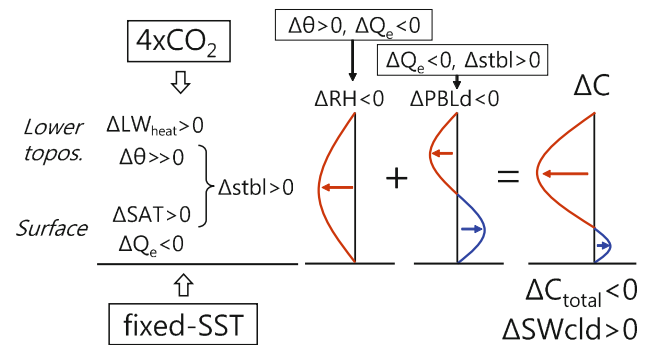 4xCO₂
Δθ>0, ΔQₑ<0
ΔQₑ<0, Δstbl>0
ΔRH<0
ΔPBLd<0
ΔC
Lower
topos.
ΔLWheat>0
Δθ>>0
Δstbl>0
+
=
Surface
ΔSAT>0
ΔQₑ<0
fixed-SST
ΔCtotal<0
ΔSWcld>0